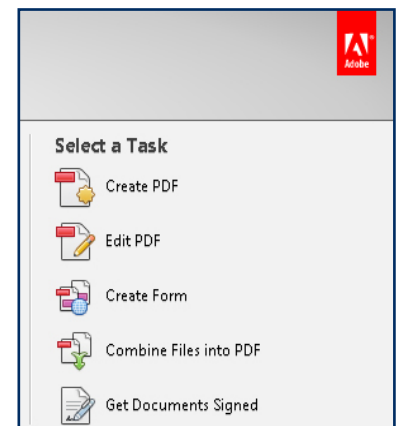 Adobe
Select a Task
Create PDF
Edit PDF
Create Form
Combine Files into PDF
Get Documents Signed